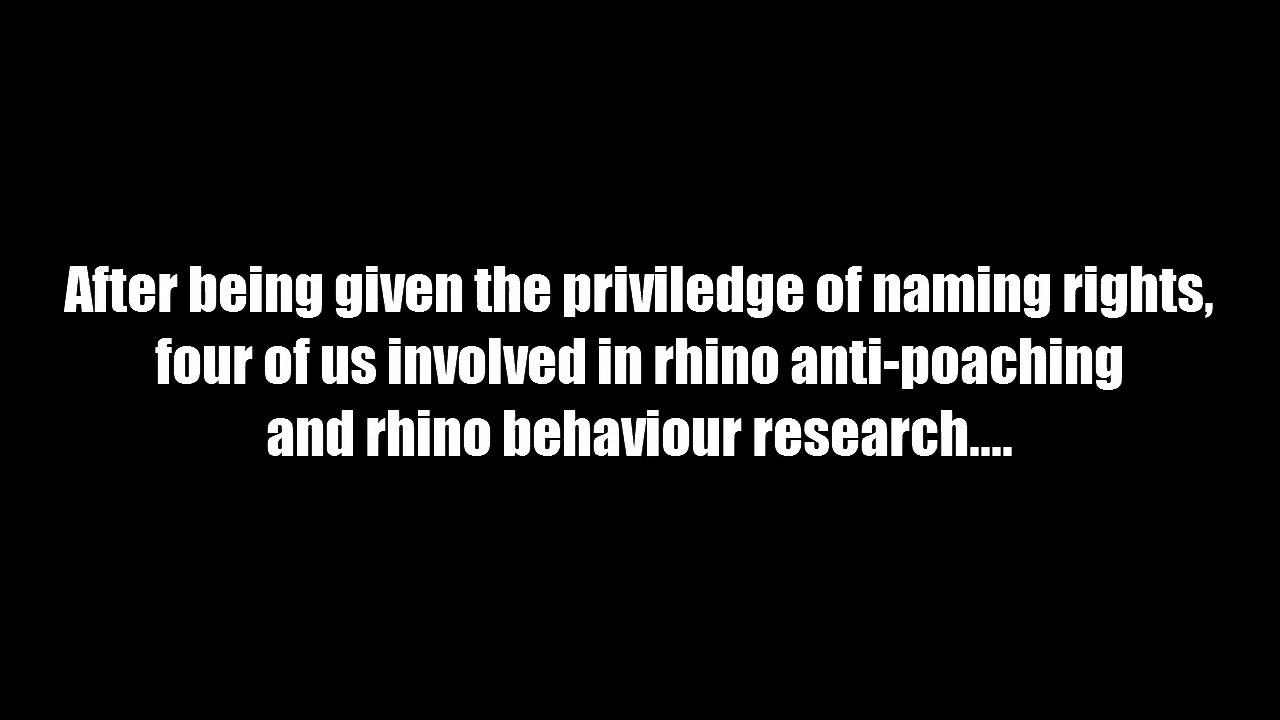 After being given the priviledge of naming rights,
four of us involved in rhino anti-poaching
and rhino behaviour research....